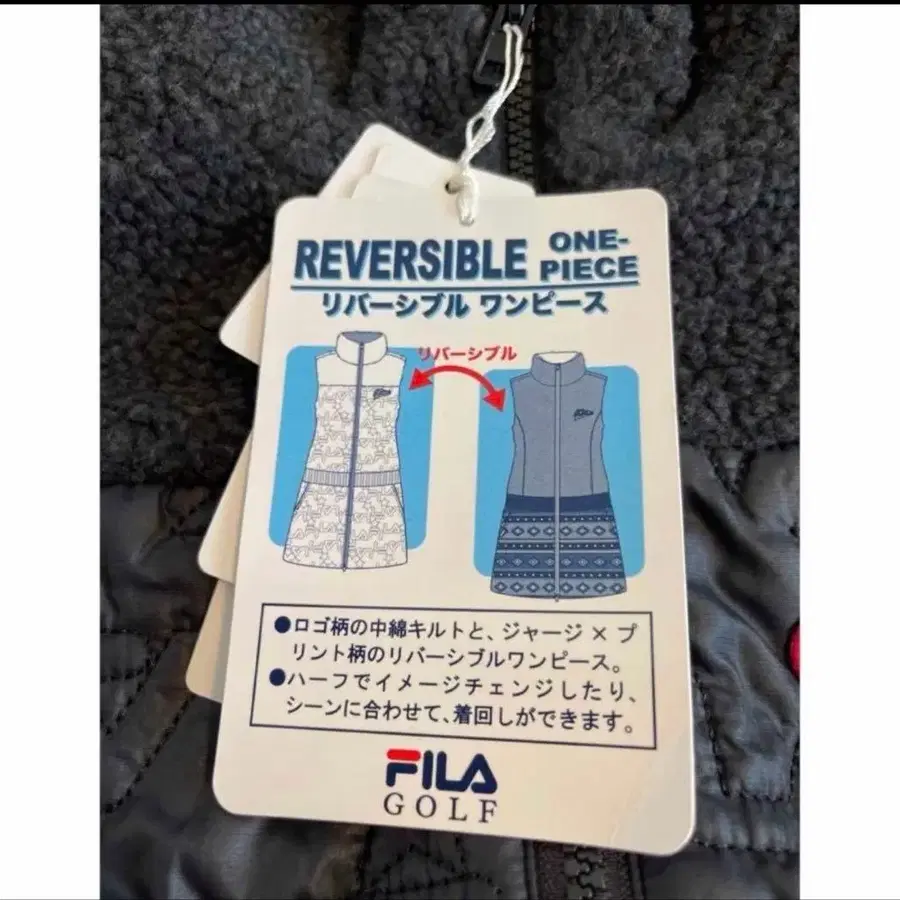 REVERSIBLE ONE-
PIECE
リバーシブル ワンピース
リバーシブル
●ロゴ柄の中綿キルトと、ジャージ×プ
リント柄のリバーシブルワンピース。
●ハーフでイメージチェンジしたり、
シーンに合わせて、着回しができます。
FILA
GOLF